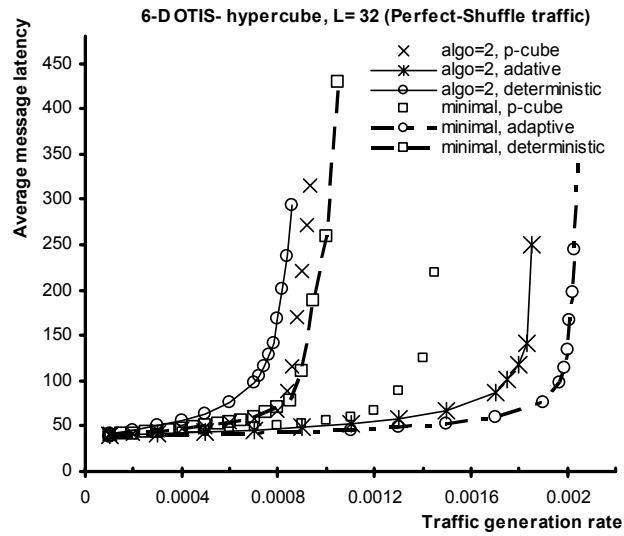 6-D OTIS- hypercube, L= 32 (Perfect-Shuffle traffic)
Average message latency
450
400
350
300
250
200
150
100
50
0
algo=2, p-cube
algo=2, adative
algo=2, deterministic
minimal, p-cube
minimal, adaptive
minimal, deterministic
0 0.0004 0.0008 0.0012 0.0016 0.002
Traffic generation rate